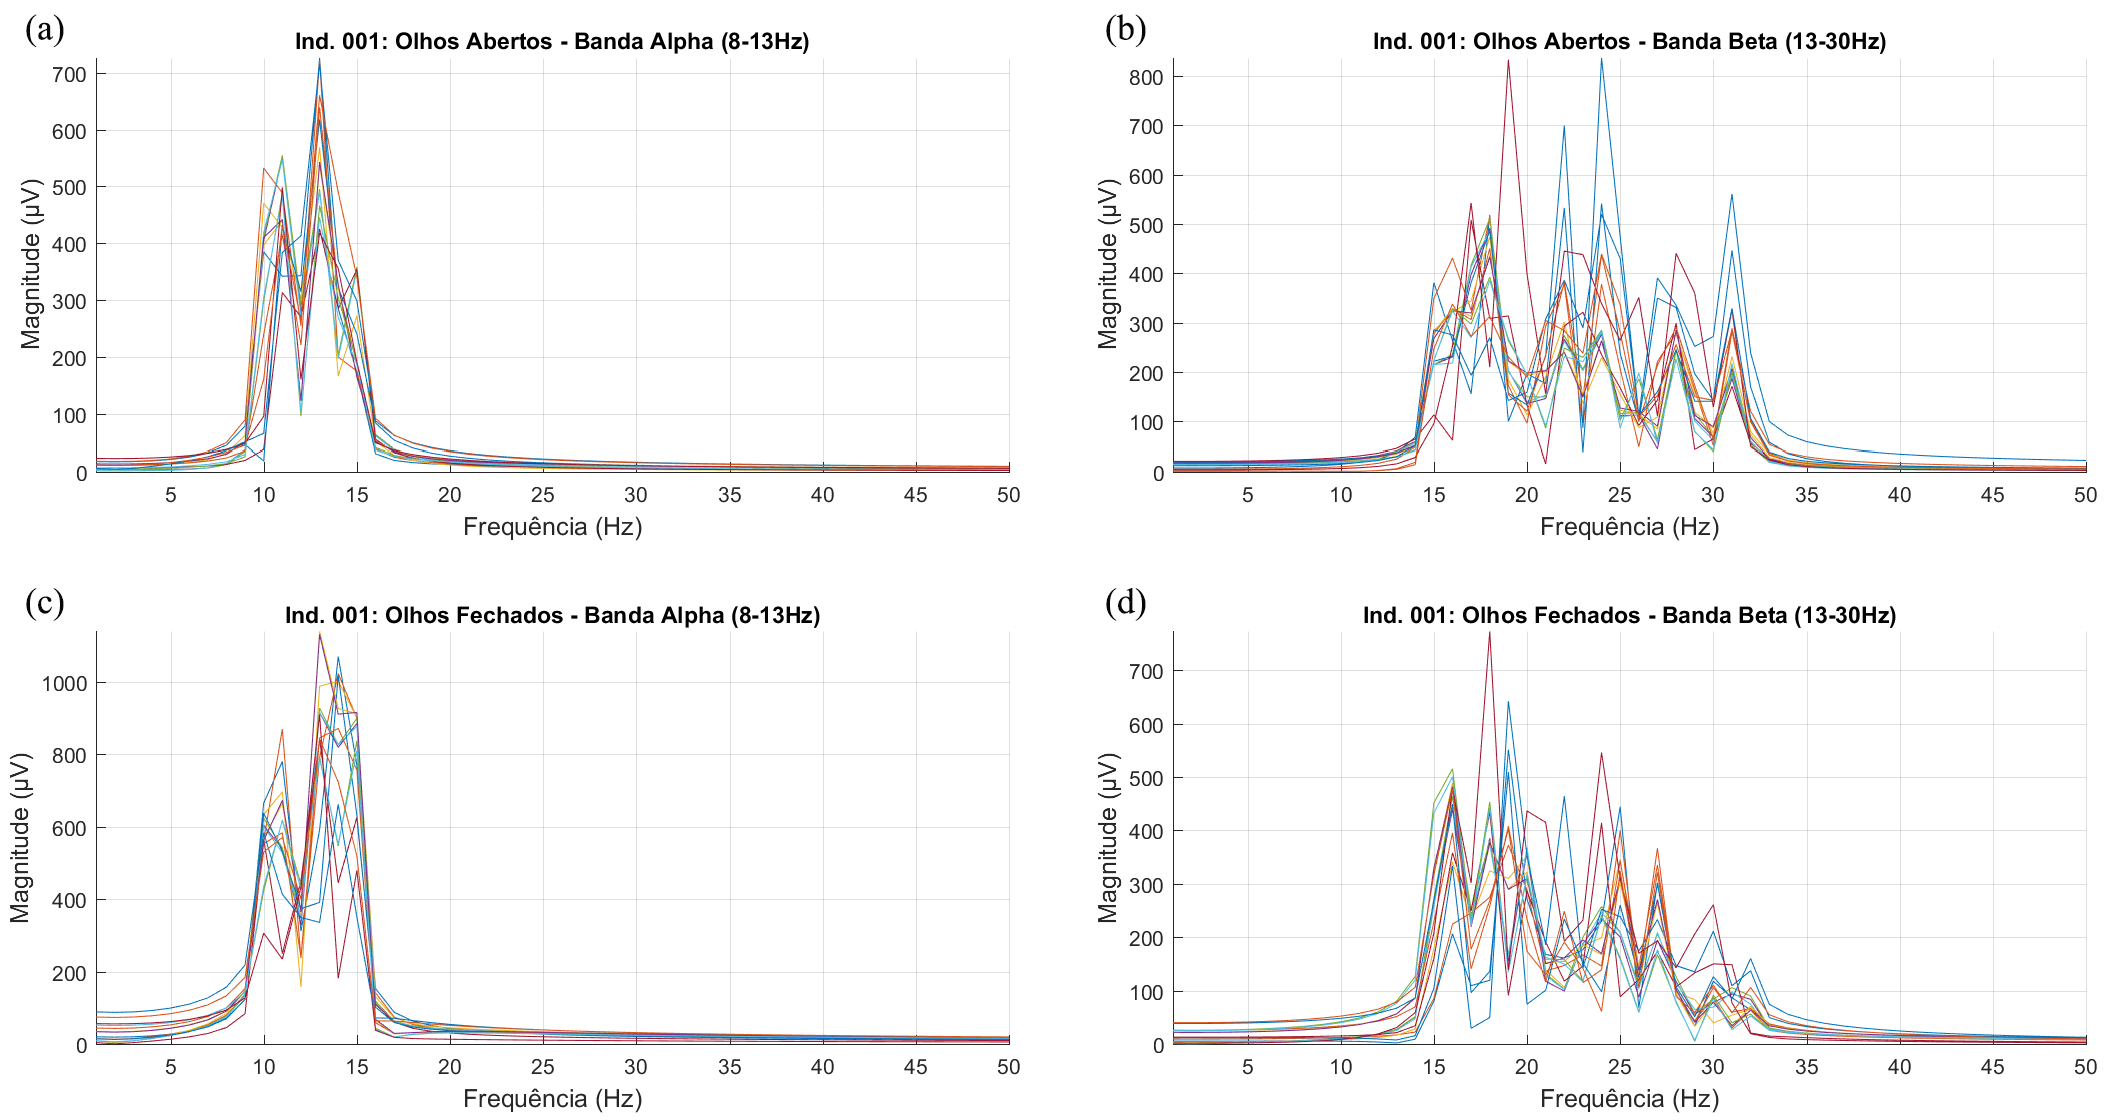 (a)
Ind. 001: Olhos Abertos - Banda Alpha (8-13Hz)
700
600
500
400
300
200
100
0
Magnitude (µV)
5 10 15 20 25 30 35 40 45 50
Frequência (Hz)
(b)
Ind. 001: Olhos Abertos - Banda Beta (13-30Hz)
800
700
600
500
400
300
200
100
0
Magnitude (µV)
5 10 15 20 25 30 35 40 45 50
Frequência (Hz)
(c)
Ind. 001: Olhos Fechados - Banda Alpha (8-13Hz)
1000
800
600
400
200
0
Magnitude (µV)
5 10 15 20 25 30 35 40 45 50
Frequência (Hz)
(d)
Ind. 001: Olhos Fechados - Banda Beta (13-30Hz)
700
600
500
400
300
200
100
0
Magnitude (µV)
5 10 15 20 25 30 35 40 45 50
Frequência (Hz)